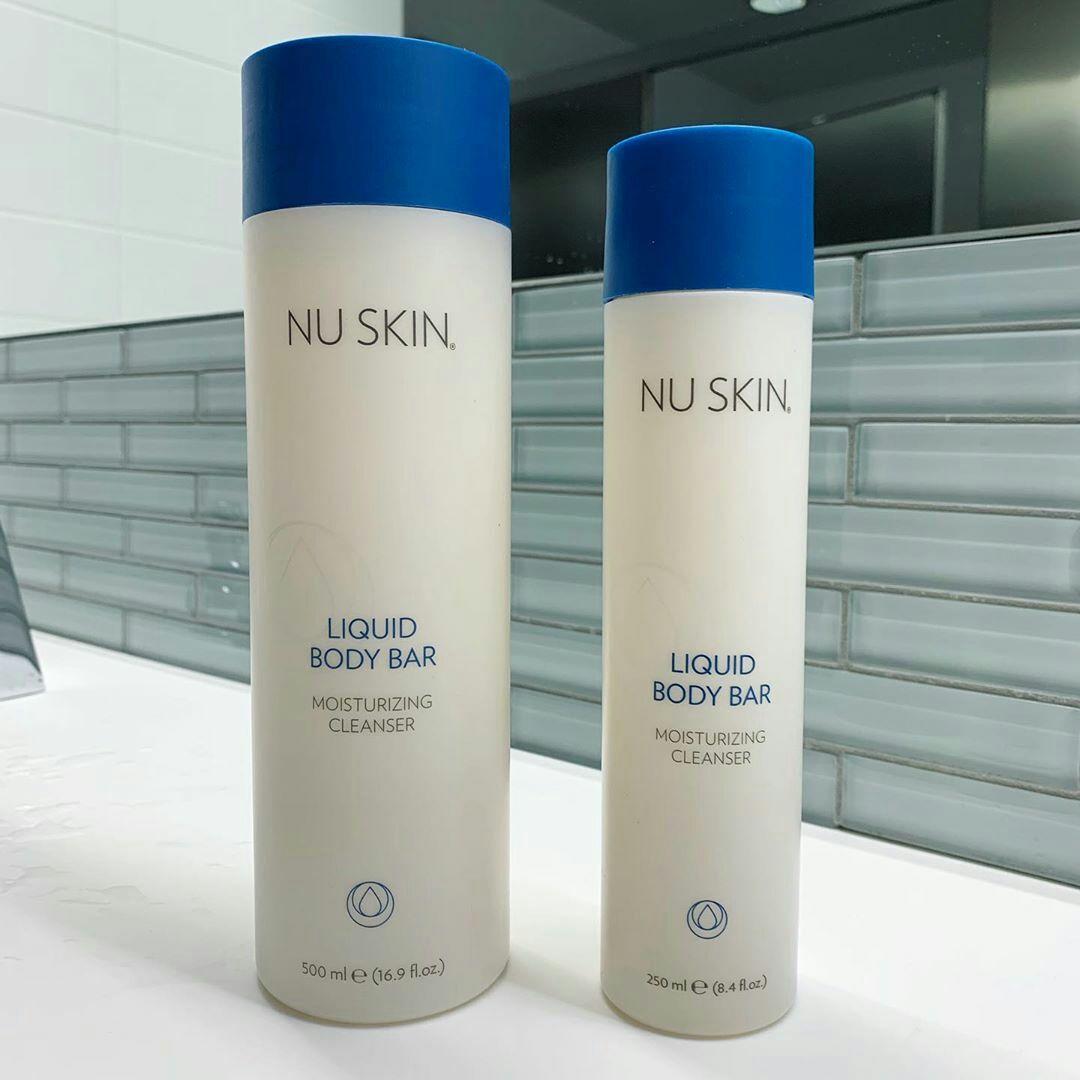 NU SKIN®
LIQUID
BODY BAR
MOISTURIZING
CLEANSER
500 ml ℮ (16.9 fl.oz.)
NU SKIN®
LIQUID
BODY BAR
MOISTURIZING
CLEANSER
250 ml ℮ (8.4 fl.oz.)